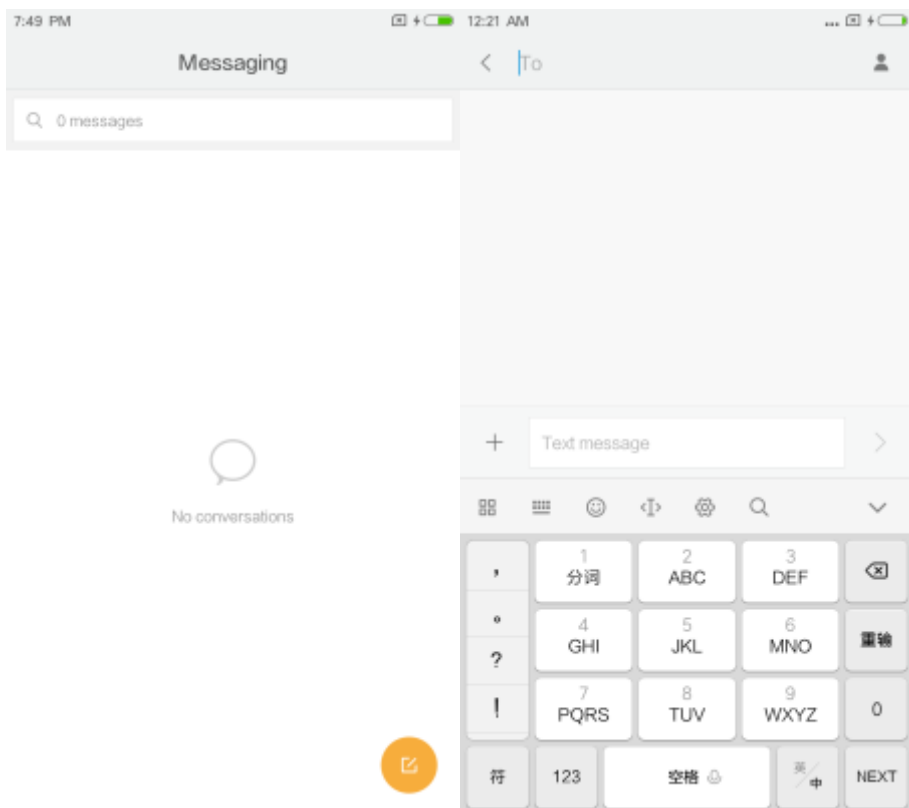 7:49 PM
Messaging
0 messages
No conversations
12:21 AM
To
Text message
,
。
?
!
1
分词
2
ABC
3
DEF
4
GHI
5
JKL
6
MNO
重输
7
PQRS
8
TUV
9
WXYZ
0
符
123
空格
英/中
NEXT